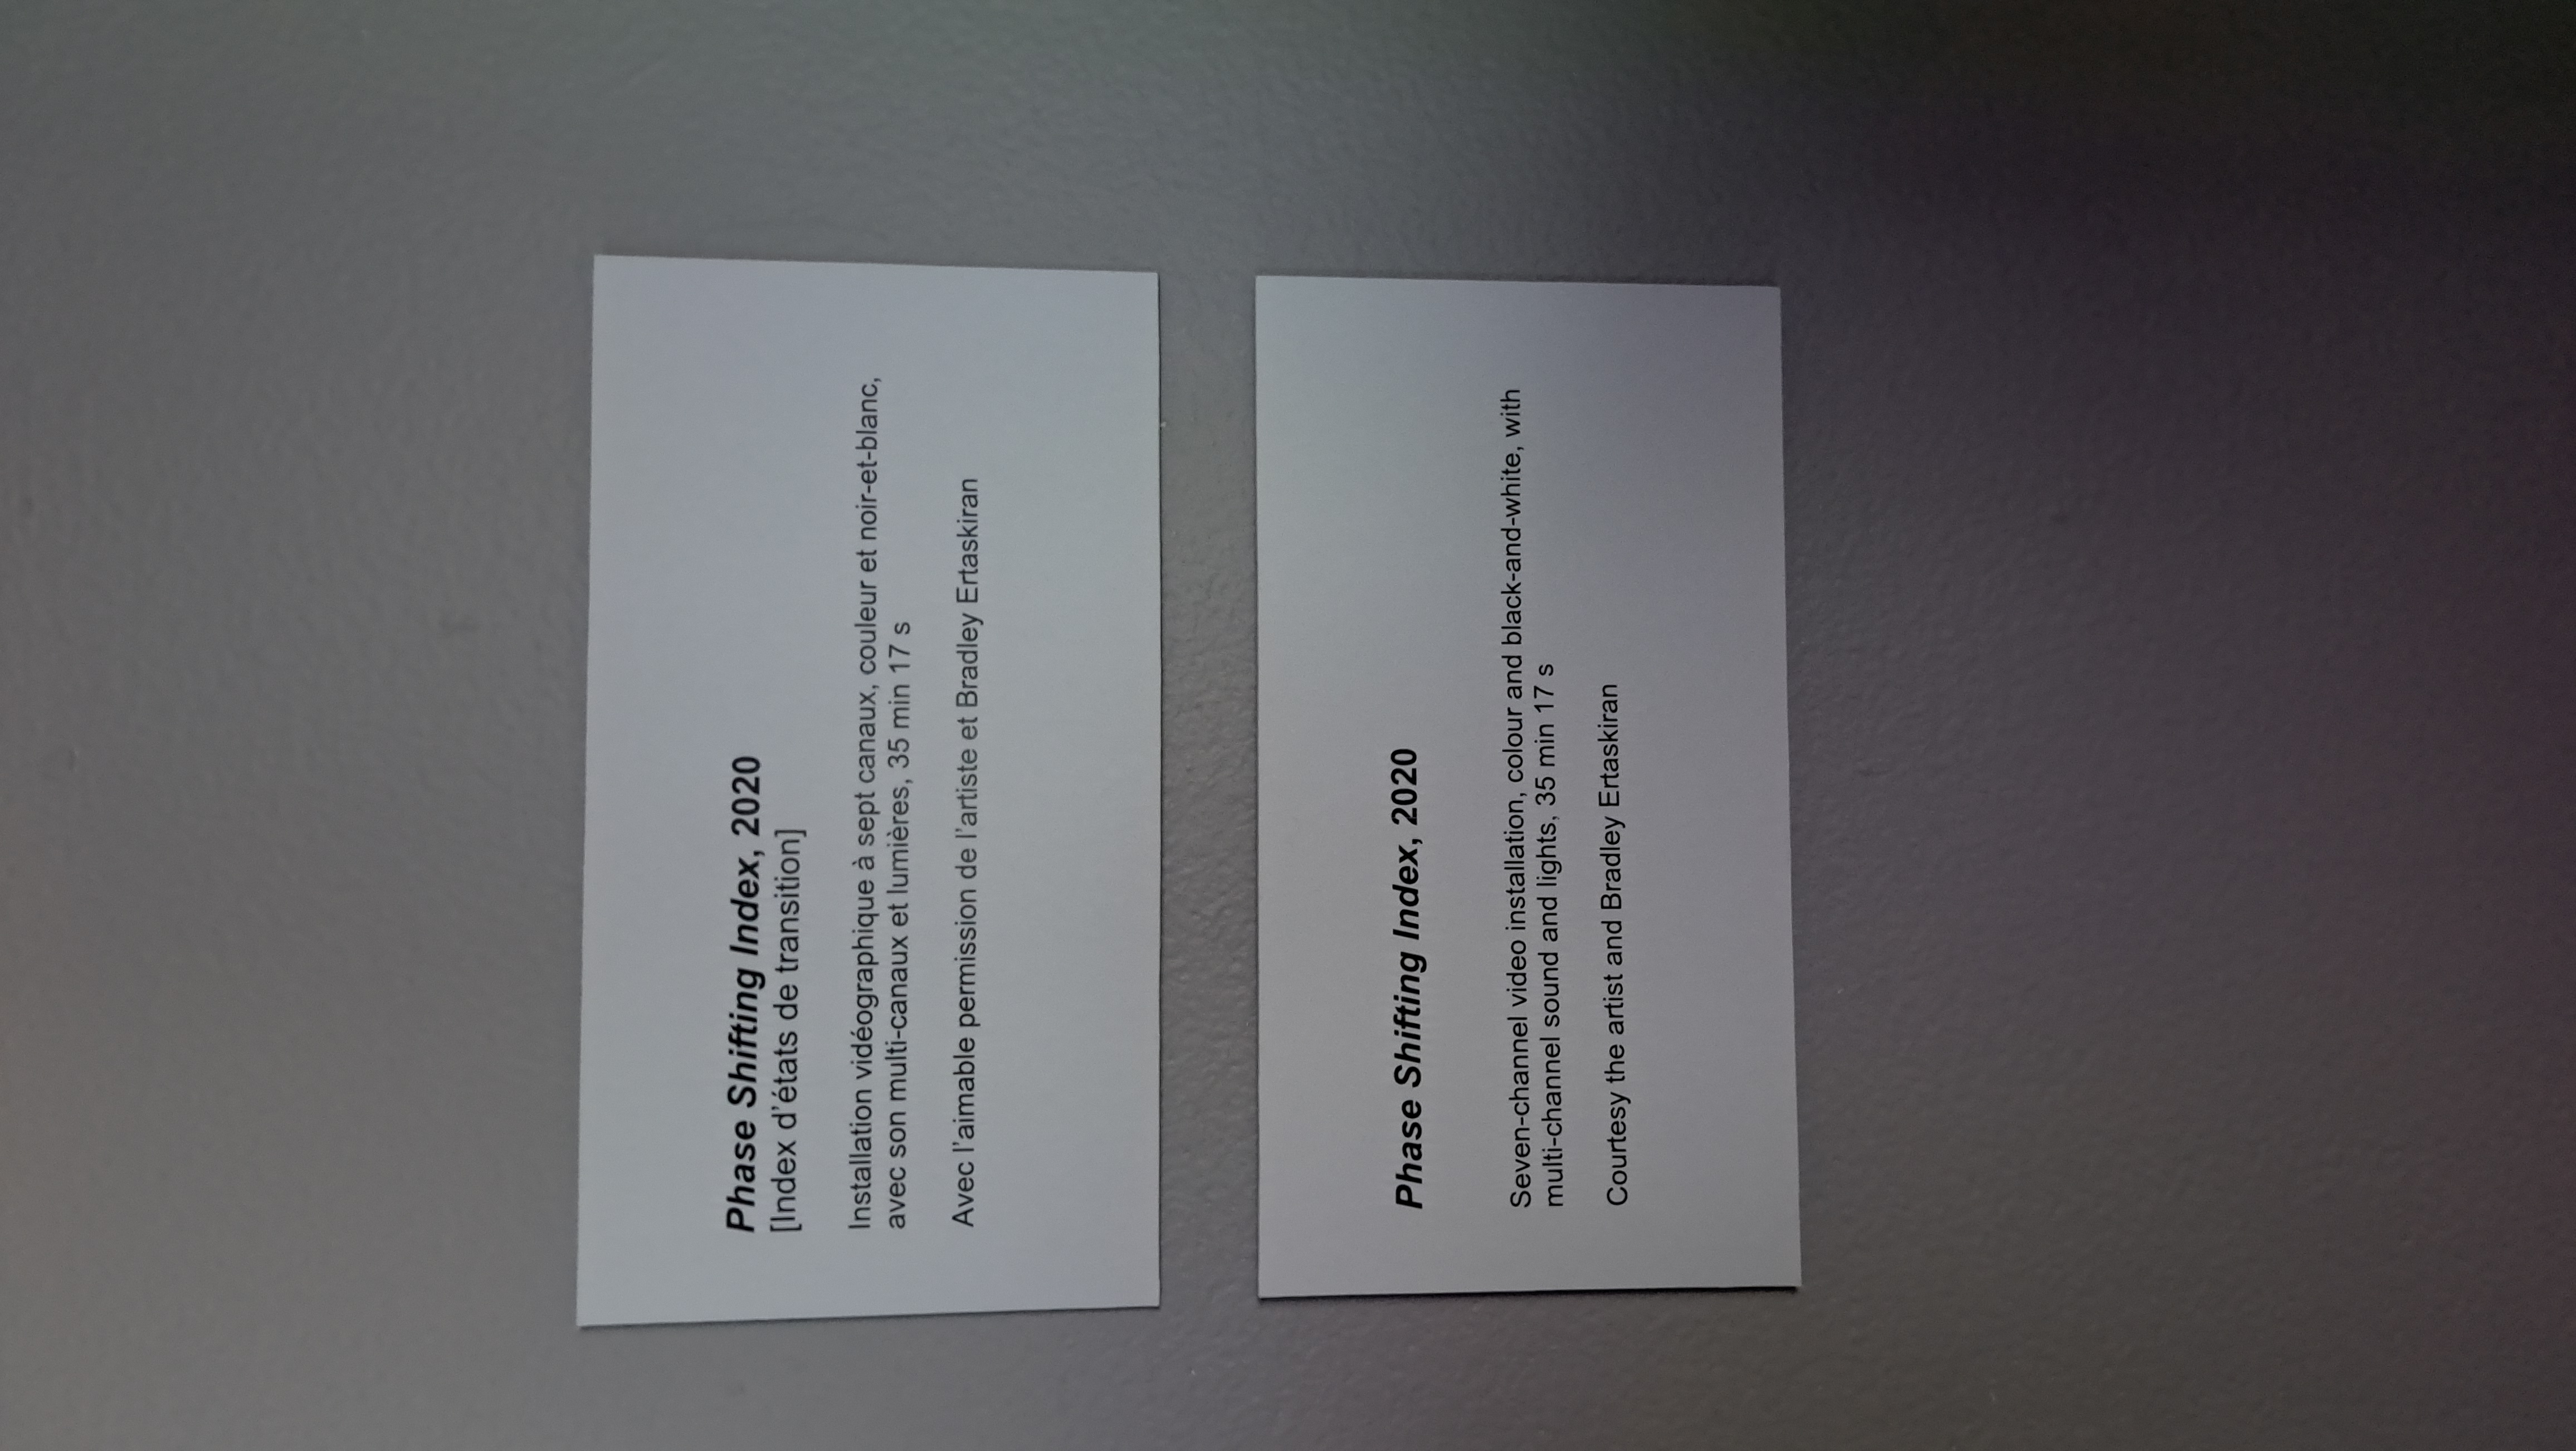 Phase Shifting Index, 2020
[Index d’états de transition]
Installation vidéographique à sept canaux, couleur et noir-et-blanc,
avec son multi-canaux et lumières, 35 min 17 s
Avec l’aimable permission de l’artiste et Bradley Ertaskiran
Phase Shifting Index, 2020
Seven-channel video installation, colour and black-and-white, with
multi-channel sound and lights, 35 min 17 s
Courtesy the artist and Bradley Ertaskiran